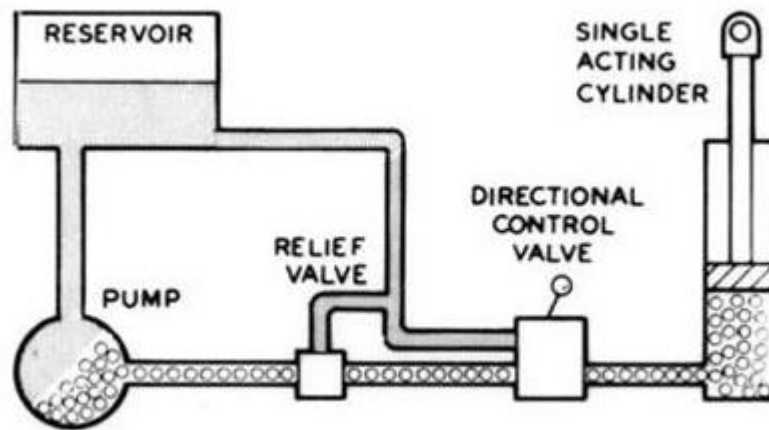 RESERVOIR
SINGLE
ACTING
CYLINDER
DIRECTIONAL
CONTROL
VALVE
RELIEF
VALVE
PUMP